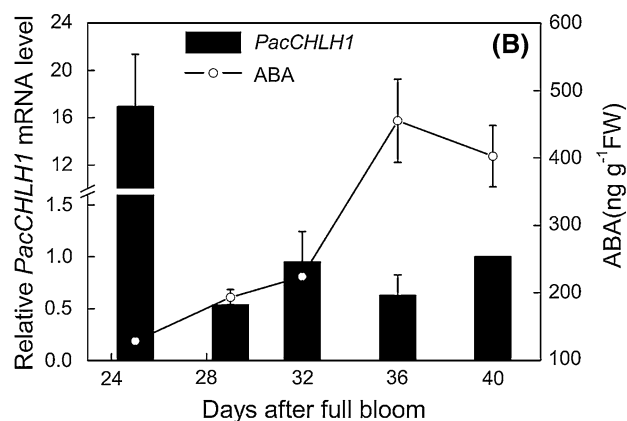 (B)
PacCHLH1
ABA
Relative PacCHLH1 mRNA level
24
20
16
12
1.5
1.0
0.5
0.0
600
500
400
300
200
100
ABA(ng g⁻¹FW)
24 28 32 36 40
Days after full bloom